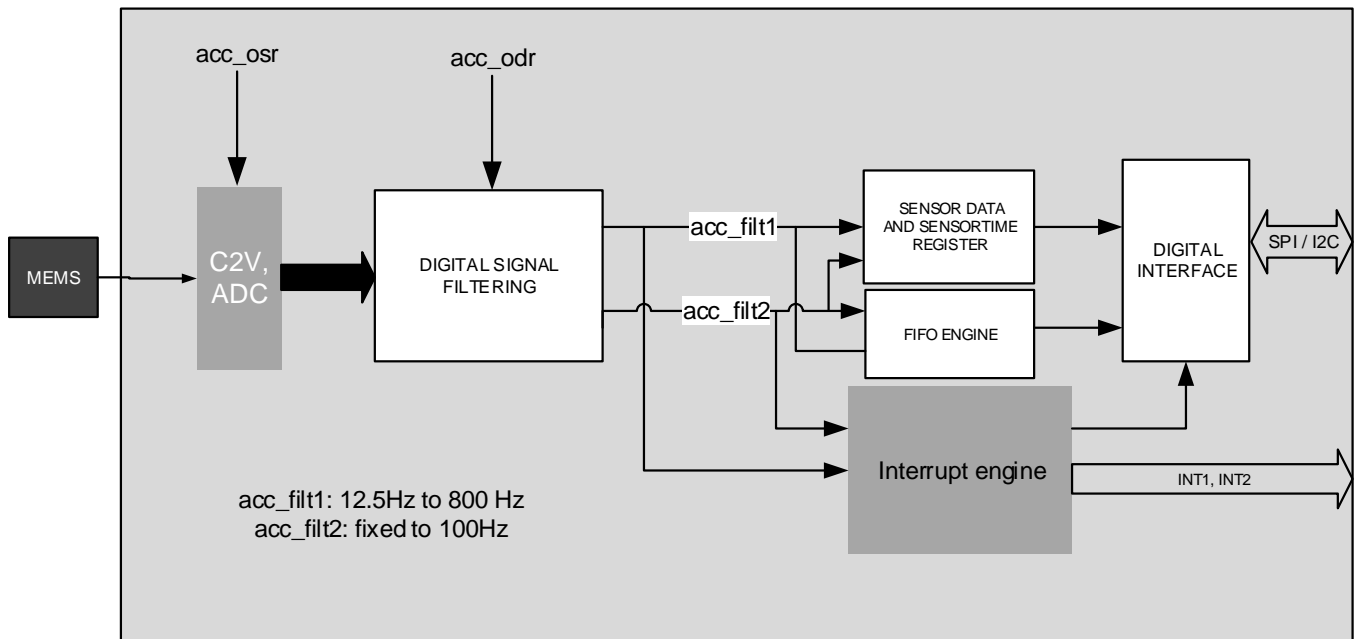 acc_osr
acc_odr
MEMS
C2V,
ADC
DIGITAL SIGNAL
FILTERING
acc_filt1
acc_filt2
SENSOR DATA
AND SENSORTIME
REGISTER
FIFO ENGINE
DIGITAL
INTERFACE
SPI / I2C
Interrupt engine
INT1, INT2
acc_filt1: 12.5Hz to 800 Hz
acc_filt2: fixed to 100Hz